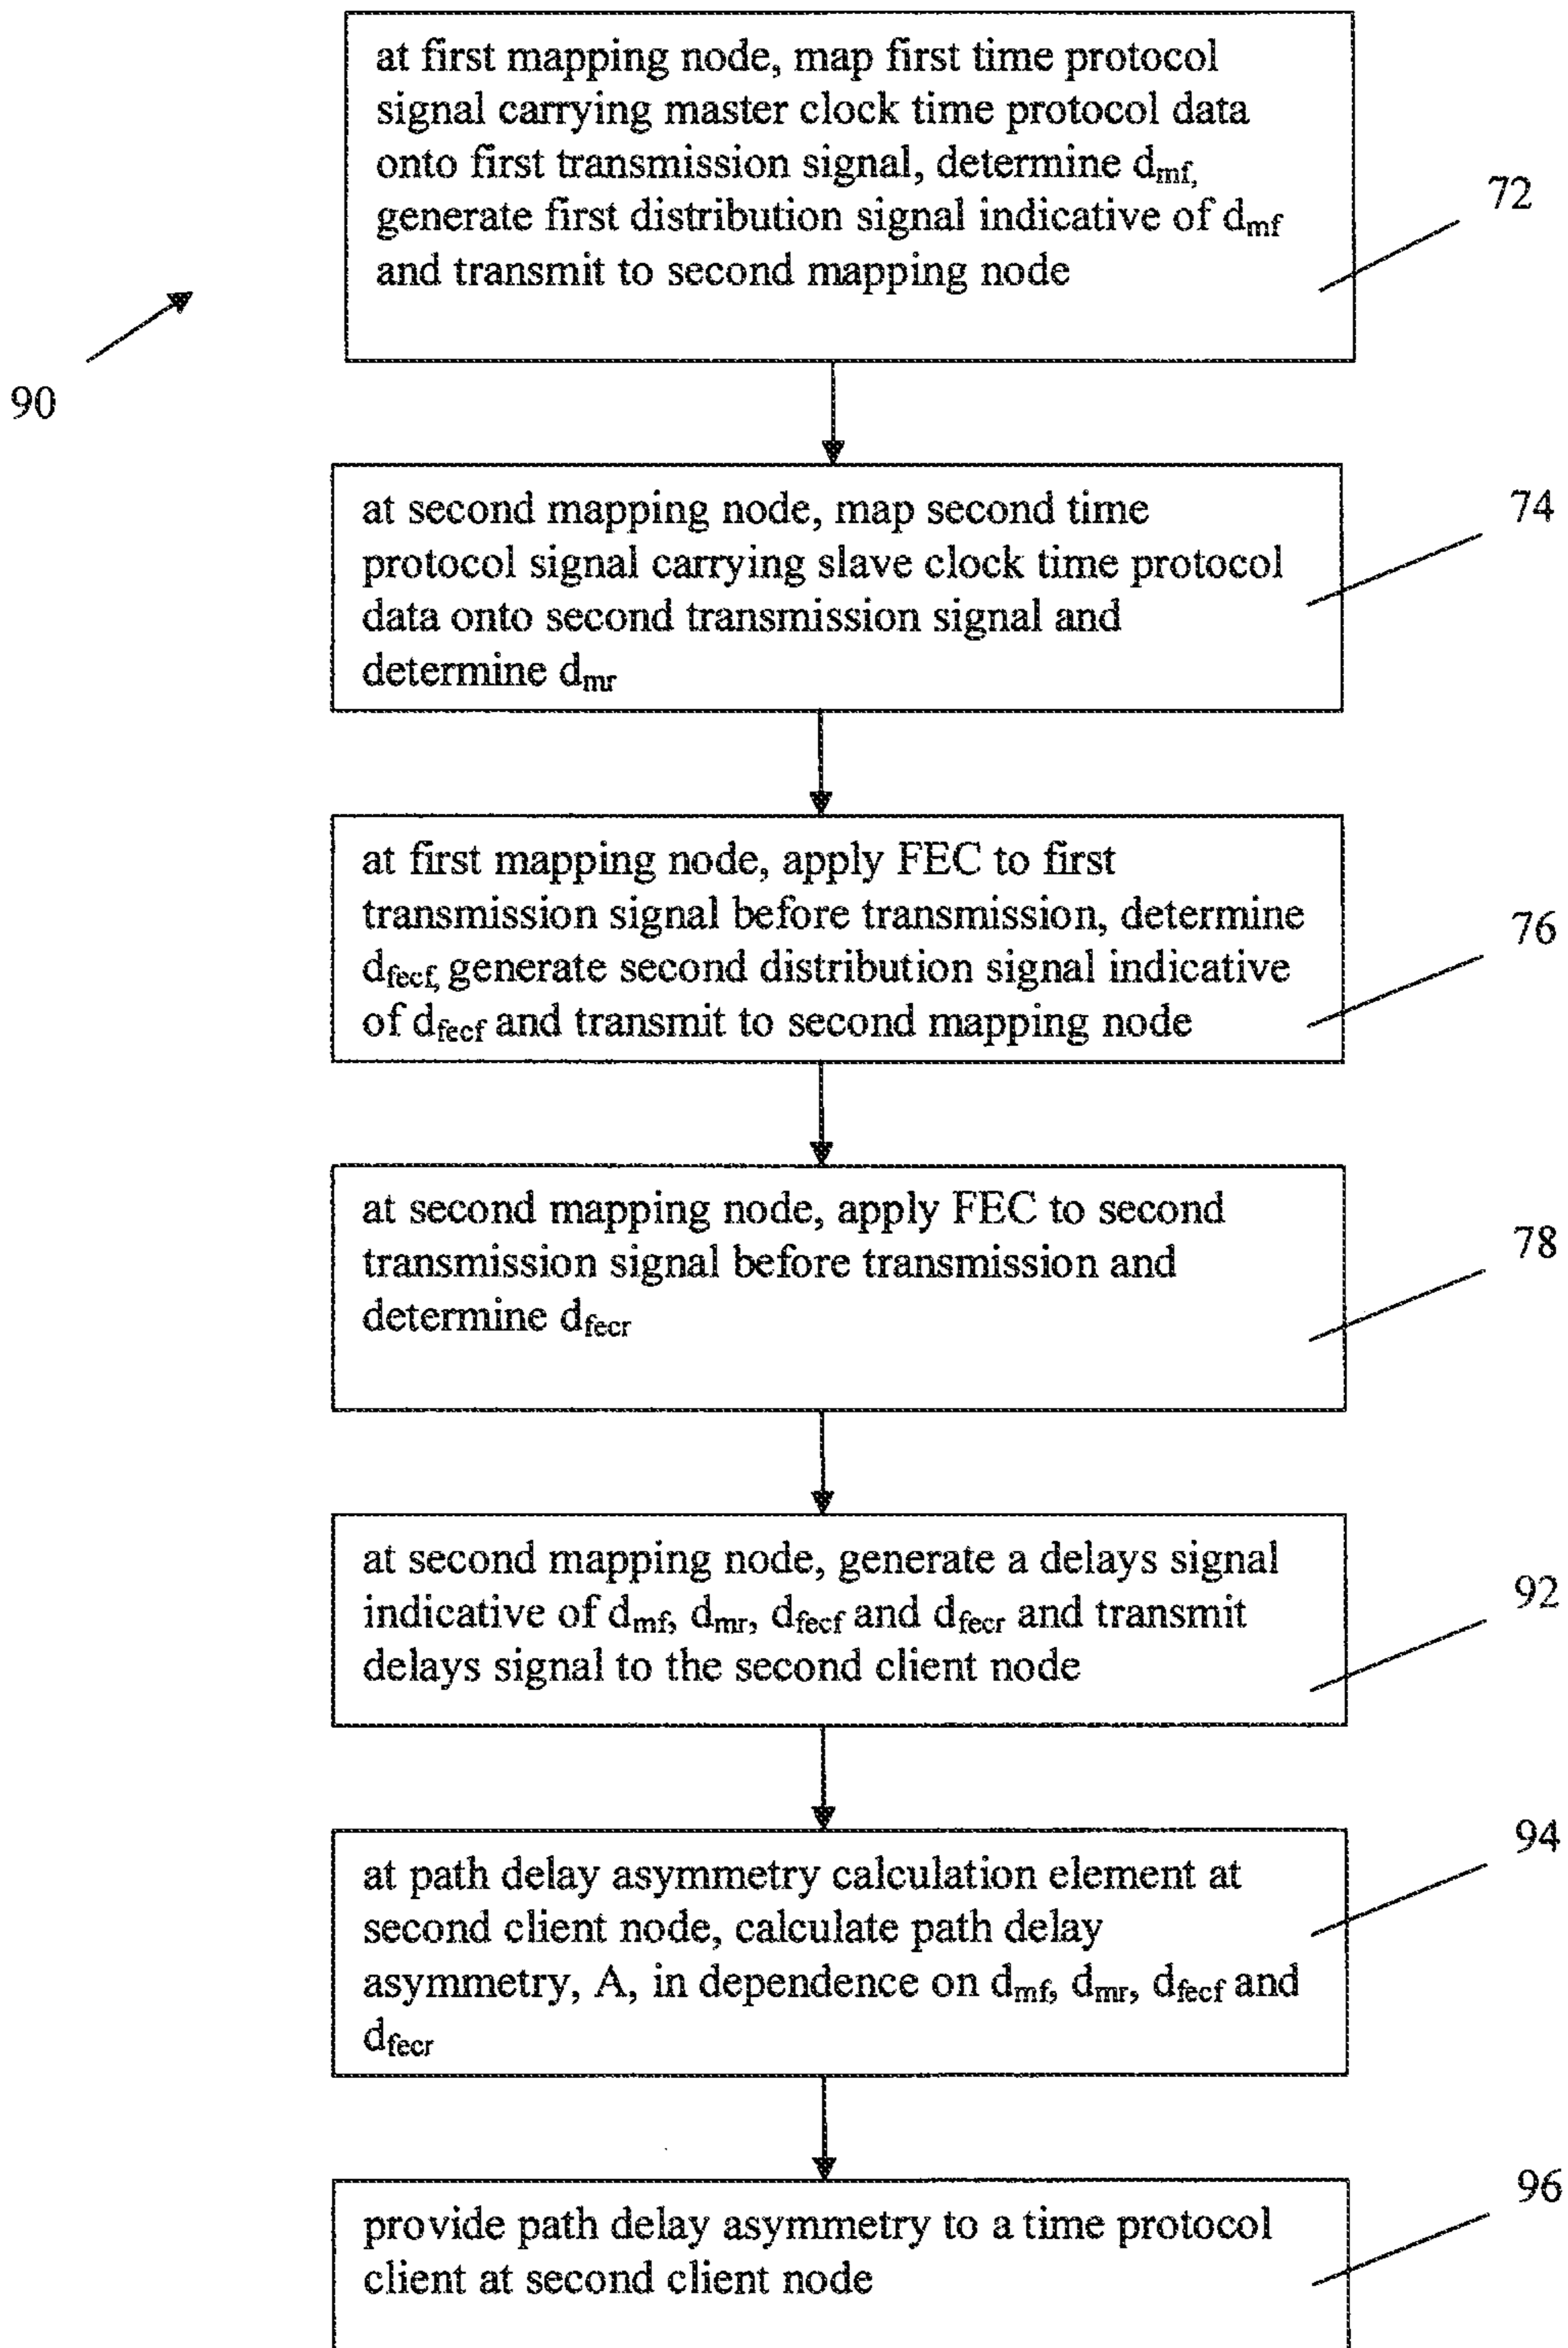 at first mapping node, map first time protocol
signal carrying master clock time protocol data
onto first transmission signal, determine dmf,
generate first distribution signal indicative of dmf
and transmit to second mapping node
72
90
at second mapping node, map second time
protocol signal carrying slave clock time protocol
data onto second transmission signal and
determine dmr
74
at first mapping node, apply FEC to first
transmission signal before transmission, determine
dfecf, generate second distribution signal indicative
of dfecf and transmit to second mapping node
76
at second mapping node, apply FEC to second
transmission signal before transmission and
determine dfecr
78
at second mapping node, generate a delays signal
indicative of dmf, dmr, dfecf and dfecr and transmit
delays signal to the second client node
92
at path delay asymmetry calculation element at
second client node, calculate path delay
asymmetry, A, in dependence on dmf, dmr, dfecf and
dfecr
94
provide path delay asymmetry to a time protocol
client at second client node
96